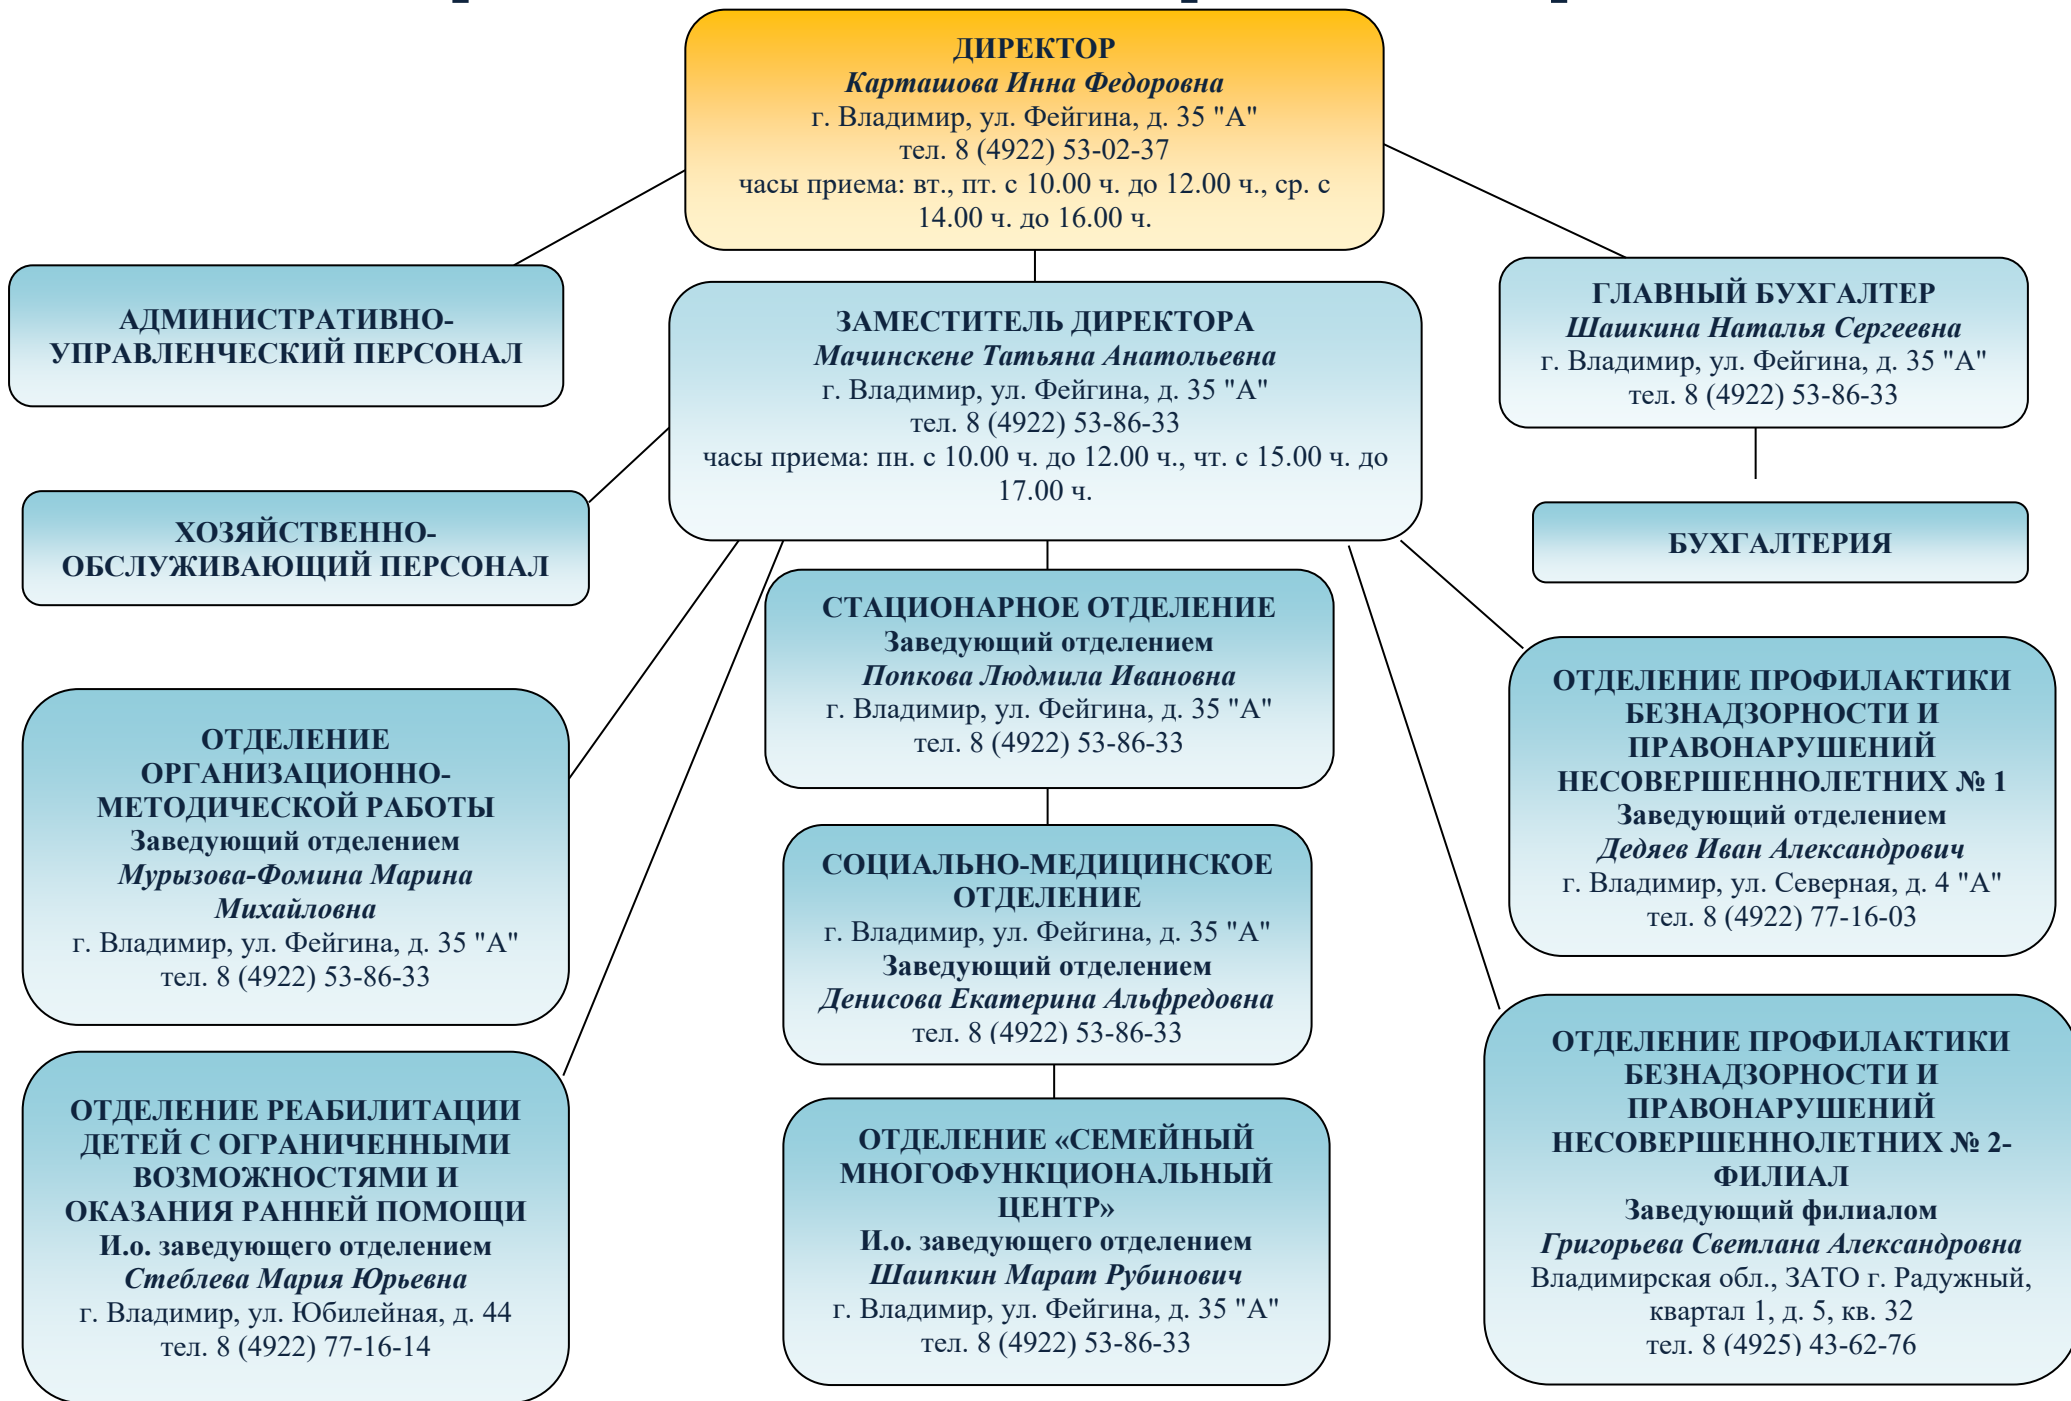 ДИРЕКТОР
Карташова Инна Федоровна
г. Владимир, ул. Фейгина, д. 35 "А"
тел. 8 (4922) 53-02-37
часы приема: вт., пт. с 10.00 ч. до 12.00 ч., ср. с
14.00 ч. до 16.00 ч.
АДМИНИСТРАТИВНО-
УПРАВЛЕНЧЕСКИЙ ПЕРСОНАЛ
ЗАМЕСТИТЕЛЬ ДИРЕКТОРА
Мачинскене Татьяна Анатольевна
г. Владимир, ул. Фейгина, д. 35 "А"
тел. 8 (4922) 53-86-33
часы приема: пн. с 10.00 ч. до 12.00 ч., чт. с 15.00 ч. до
17.00 ч.
ГЛАВНЫЙ БУХГАЛТЕР
Шашкина Наталья Сергеевна
г. Владимир, ул. Фейгина, д. 35 "А"
тел. 8 (4922) 53-86-33
ХОЗЯЙСТВЕННО-
ОБСЛУЖИВАЮЩИЙ ПЕРСОНАЛ
БУХГАЛТЕРИЯ
СТАЦИОНАРНОЕ ОТДЕЛЕНИЕ
Заведующий отделением
Попкова Людмила Ивановна
г. Владимир, ул. Фейгина, д. 35 "А"
тел. 8 (4922) 53-86-33
ОТДЕЛЕНИЕ ПРОФИЛАКТИКИ
БЕЗНАДЗОРНОСТИ И
ПРАВОНАРУШЕНИЙ
НЕСОВЕРШЕННОЛЕТНИХ № 1
Заведующий отделением
Дедяев Иван Александрович
г. Владимир, ул. Северная, д. 4 "А"
тел. 8 (4922) 77-16-03
ОТДЕЛЕНИЕ
ОРГАНИЗАЦИОННО-
МЕТОДИЧЕСКОЙ РАБОТЫ
Заведующий отделением
Мурызова-Фомина Марина
Михайловна
г. Владимир, ул. Фейгина, д. 35 "А"
тел. 8 (4922) 53-86-33
СОЦИАЛЬНО-МЕДИЦИНСКОЕ
ОТДЕЛЕНИЕ
г. Владимир, ул. Фейгина, д. 35 "А"
Заведующий отделением
Денисова Екатерина Альфредовна
тел. 8 (4922) 53-86-33
ОТДЕЛЕНИЕ ПРОФИЛАКТИКИ
БЕЗНАДЗОРНОСТИ И
ПРАВОНАРУШЕНИЙ
НЕСОВЕРШЕННОЛЕТНИХ № 2-
ФИЛИАЛ
Заведующий филиалом
Григорьева Светлана Александровна
Владимирская обл., ЗАТО г. Радужный,
квартал 1, д. 5, кв. 32
тел. 8 (4925) 43-62-76
ОТДЕЛЕНИЕ РЕАБИЛИТАЦИИ
ДЕТЕЙ С ОГРАНИЧЕННЫМИ
ВОЗМОЖНОСТЯМИ И
ОКАЗАНИЯ РАННЕЙ ПОМОЩИ
И.о. заведующего отделением
Стеблева Мария Юрьевна
г. Владимир, ул. Юбилейная, д. 44
тел. 8 (4922) 77-16-14
ОТДЕЛЕНИЕ «СЕМЕЙНЫЙ
МНОГОФУНКЦИОНАЛЬНЫЙ
ЦЕНТР»
И.о. заведующего отделением
Шаипкин Марат Рубинович
г. Владимир, ул. Фейгина, д. 35 "А"
тел. 8 (4922) 53-86-33